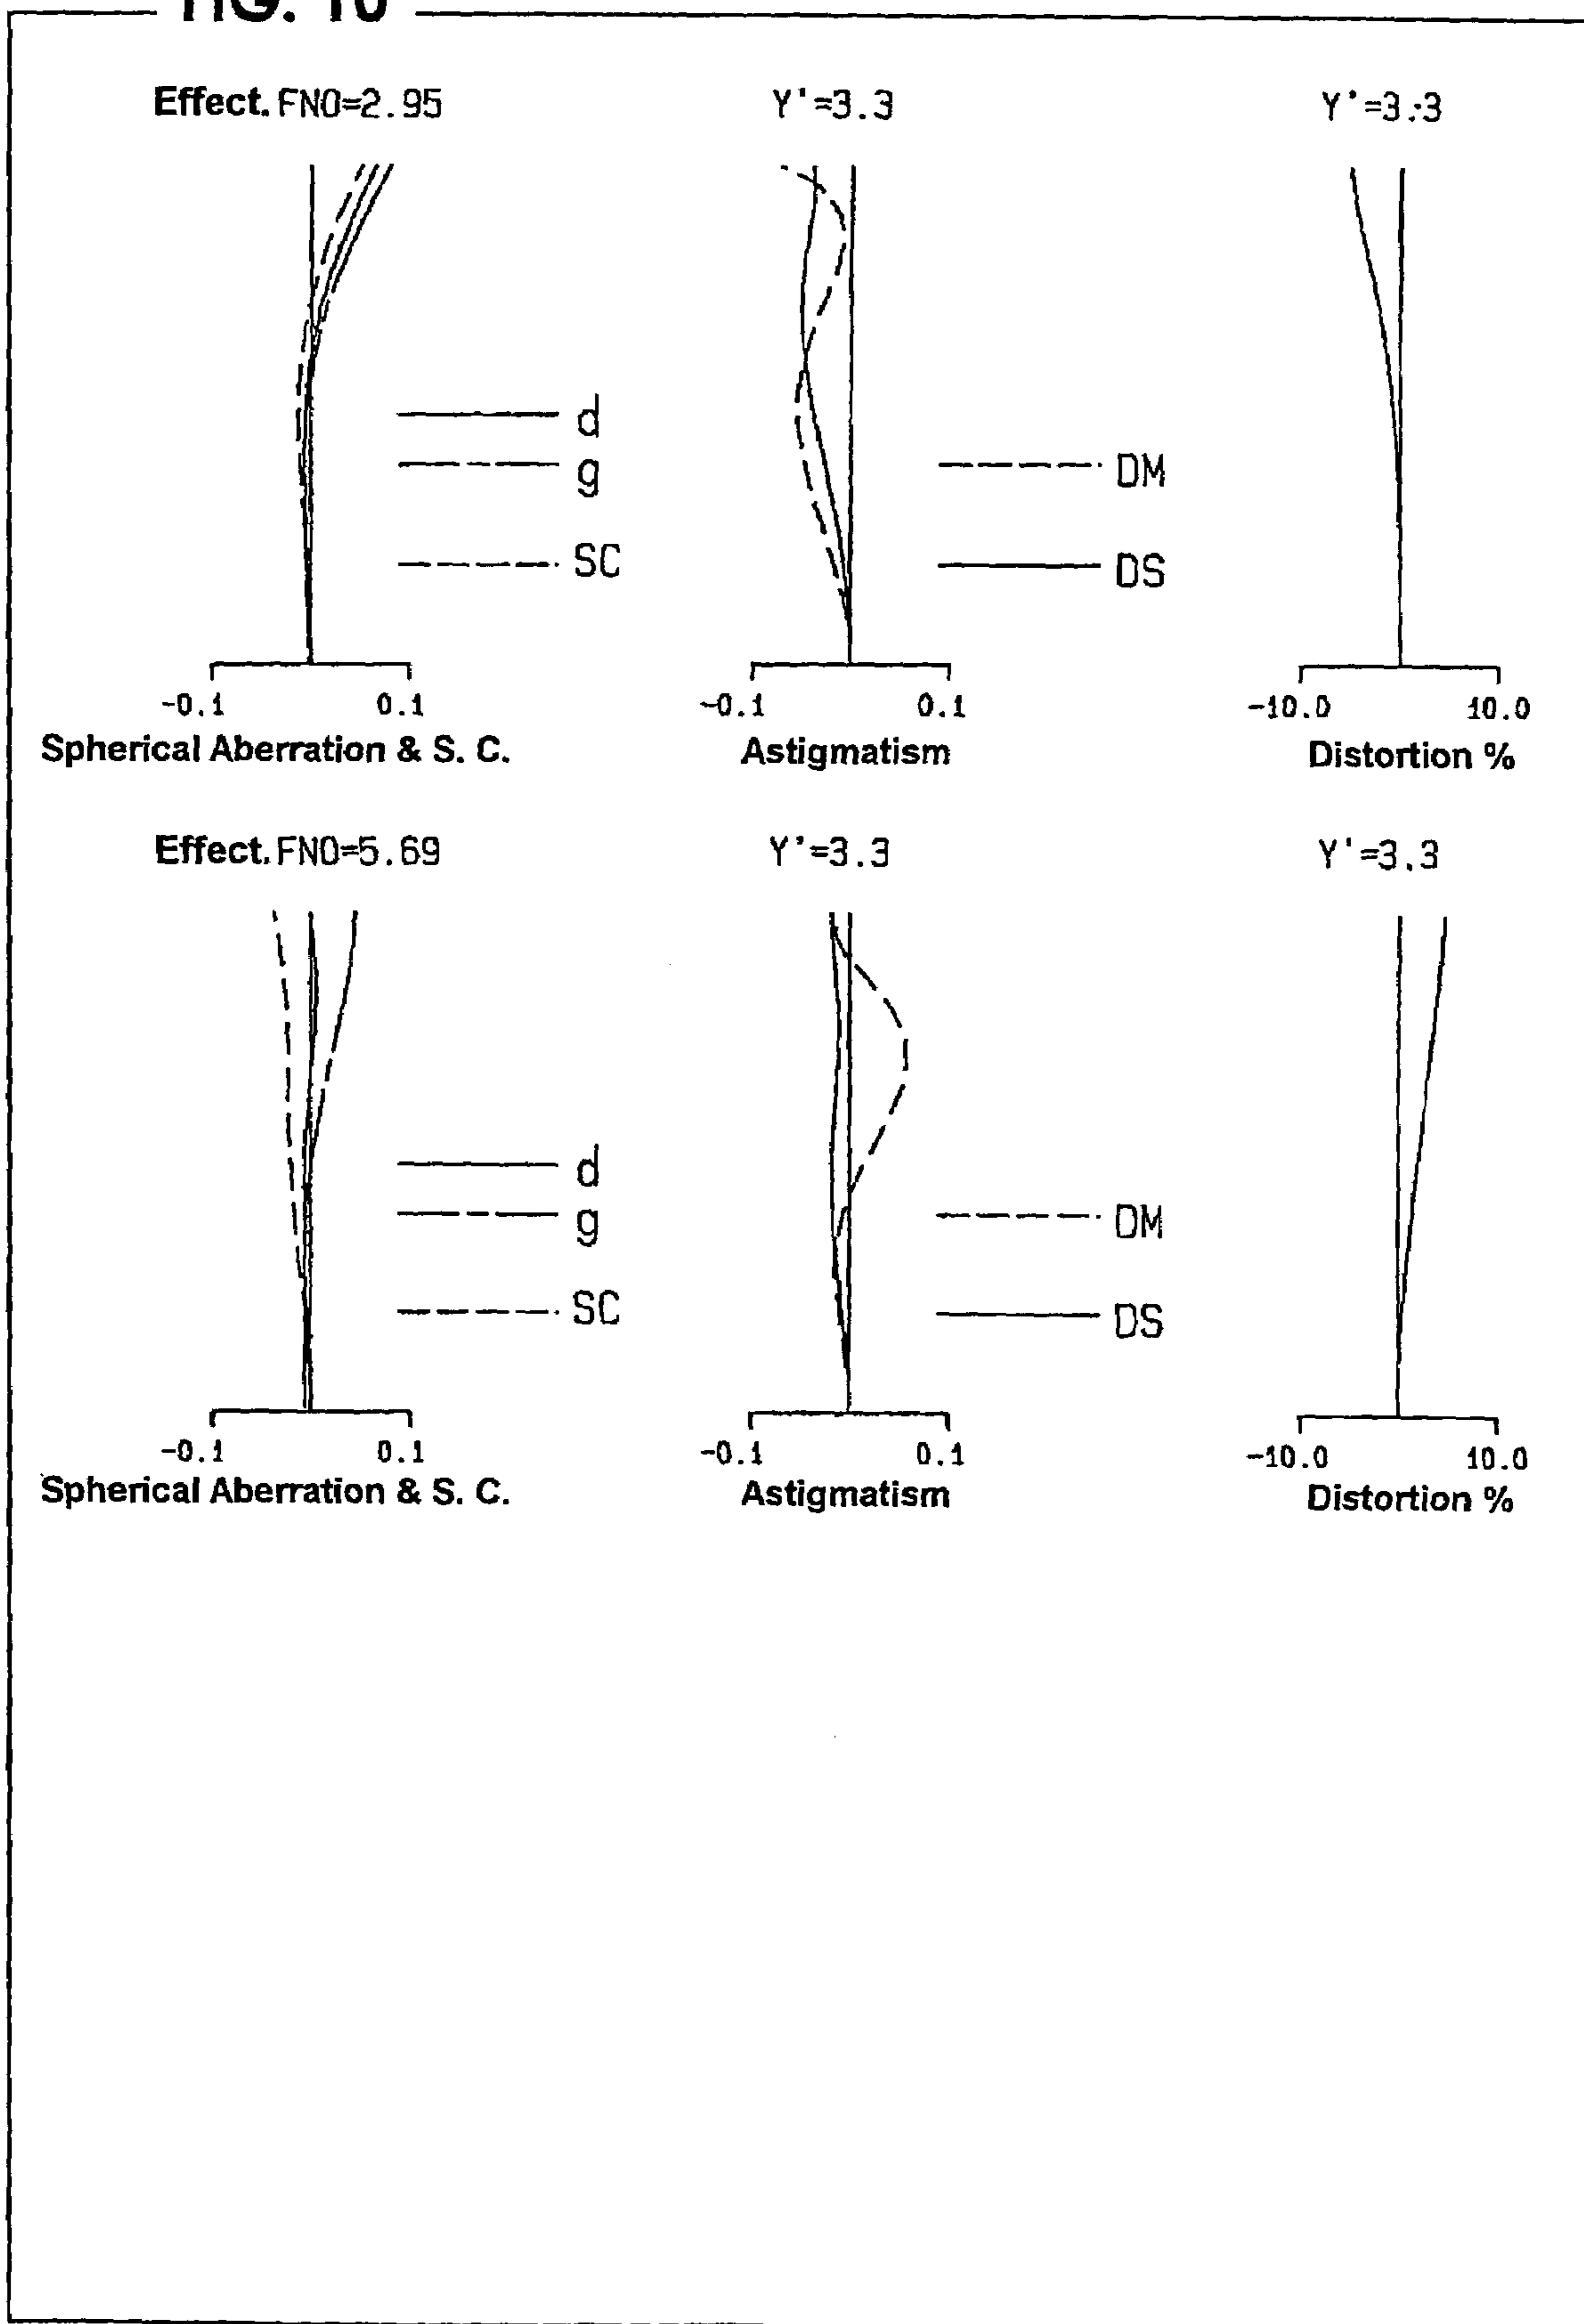 FIG. 10
Effect. FNO=2.95
Y'=3.3
Y'=3.3
d
g
SC
DM
DS
-0.1 0.1
-0.1 0.1
-10.0 10.0
Spherical Aberration & S. C.
Astigmatism
Distortion %
Effect. FNO=5.69
Y'=3.3
Y'=3.3
d
g
SC
DM
DS
-0.1 0.1
-0.1 0.1
-10.0 10.0
Spherical Aberration & S. C.
Astigmatism
Distortion %